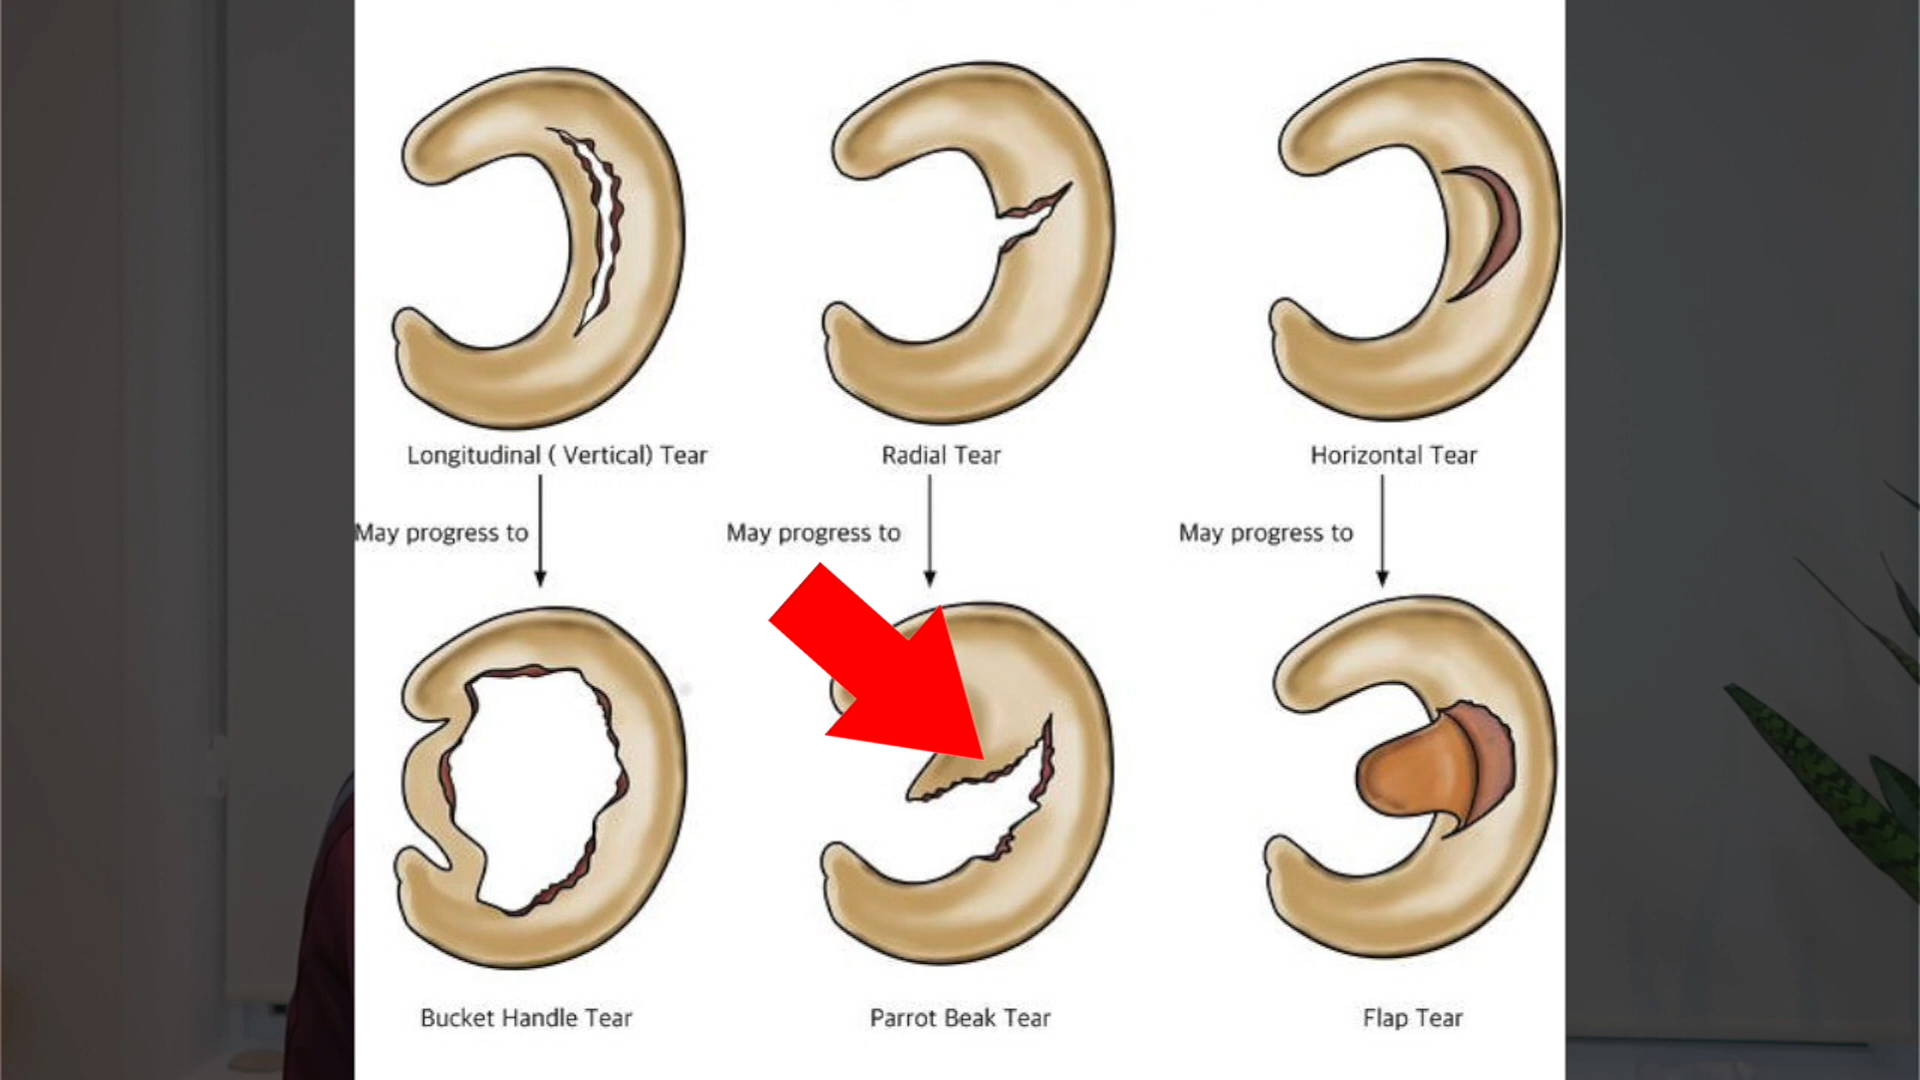 Longitudinal ( Vertical) Tear
Radial Tear
Horizontal Tear
May progress to
May progress to
May progress to
Bucket Handle Tear
Parrot Beak Tear
Flap Tear